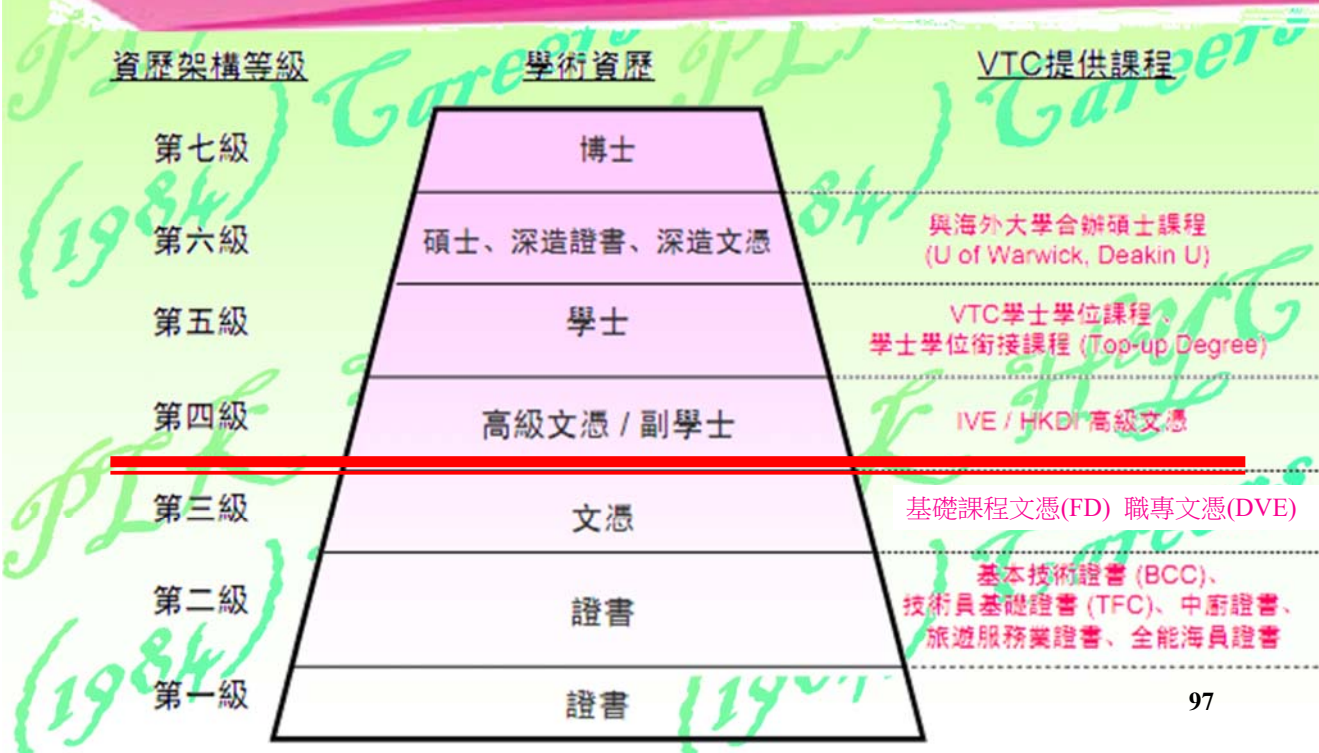 資歷架構等級 學術資歷 VTC提供課程
第七級 博士
第六級 碩士、深造證書、深造文憑 與海外大學合辦碩士課程
(U of Warwick, Deakin U)
第五級 學士 VTC學士學位課程、
學士學位銜接課程 (Top-up Degree)
第四級 高級文憑 / 副學士 IVE / HKDI 高級文憑
第三級 文憑 基礎課程文憑(FD) 職專文憑(DVE)
第二級 證書 基本技術證書 (BCC)、
技術員基礎證書 (TFC)、中廚證書、
旅遊服務業證書、全能海員證書
第一級 證書
97
PLK
(1984) Careers